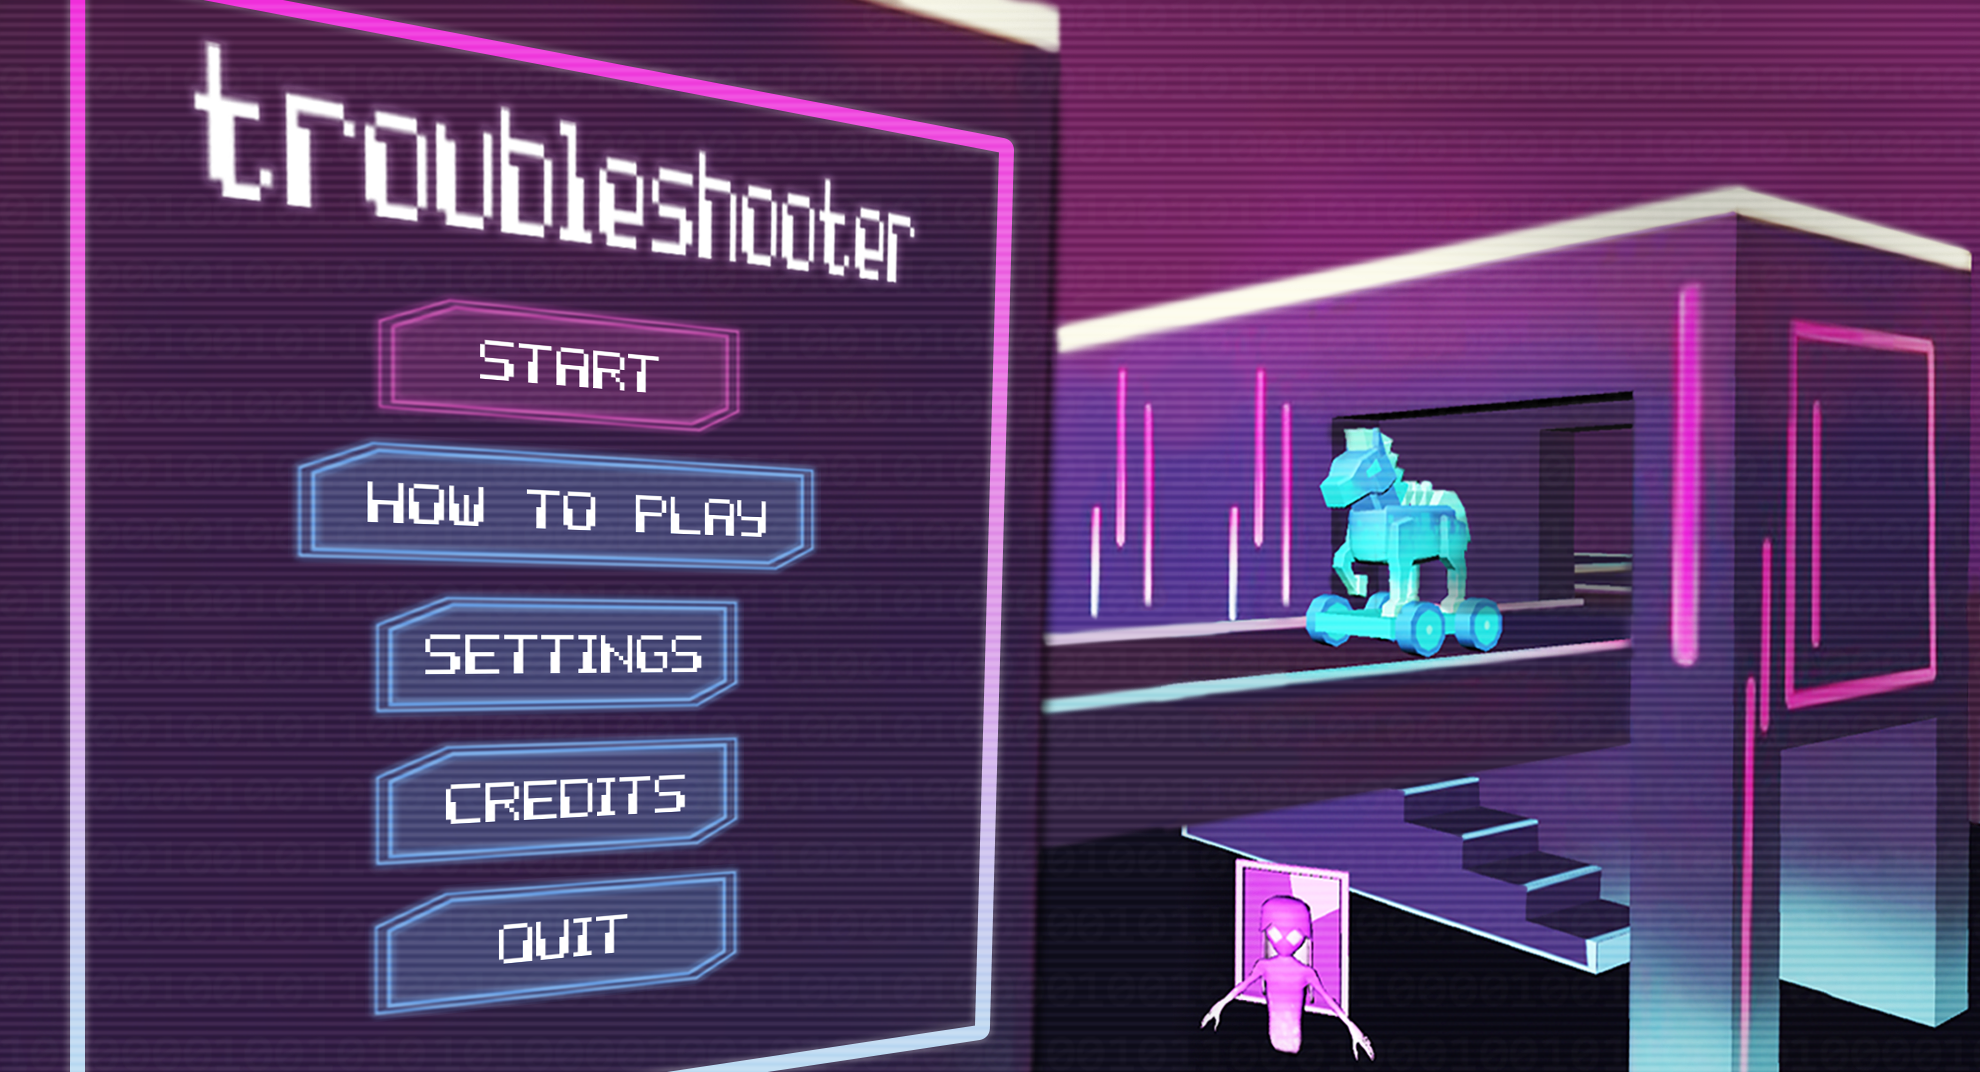 troubleshooter
START
HOW TO PLAY
SETTINGS
CREDITS
QUIT